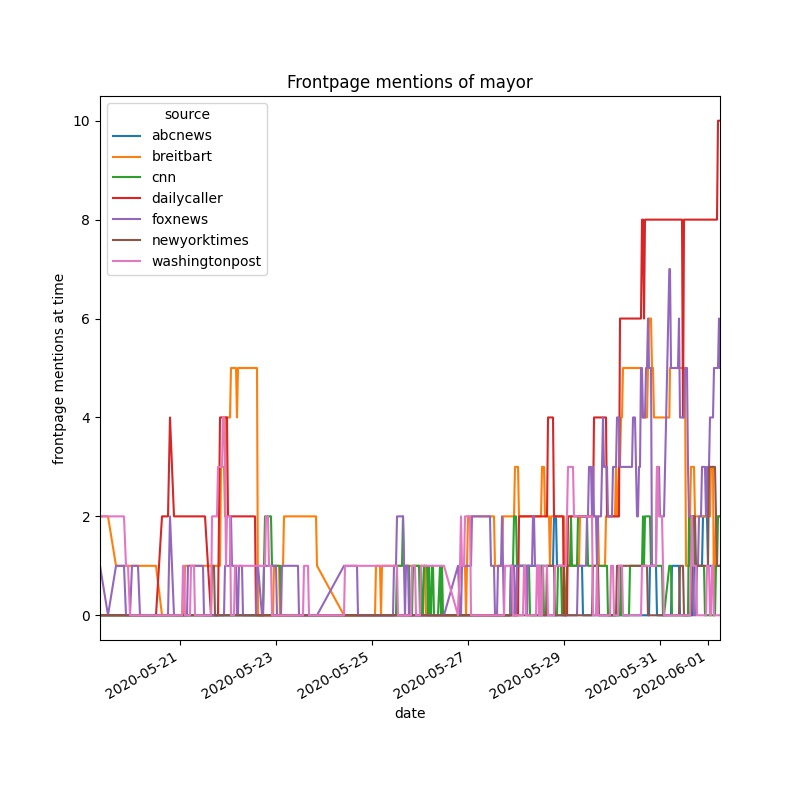 Frontpage mentions of mayor
source
abcnews
breitbart
cnn
dailycaller
foxnews
newyorktimes
washingtonpost
10
8
6
4
2
0
frontpage mentions at time
2020-05-21
2020-05-23
2020-05-25
2020-05-27
2020-05-29
2020-05-31
2020-06-01
date